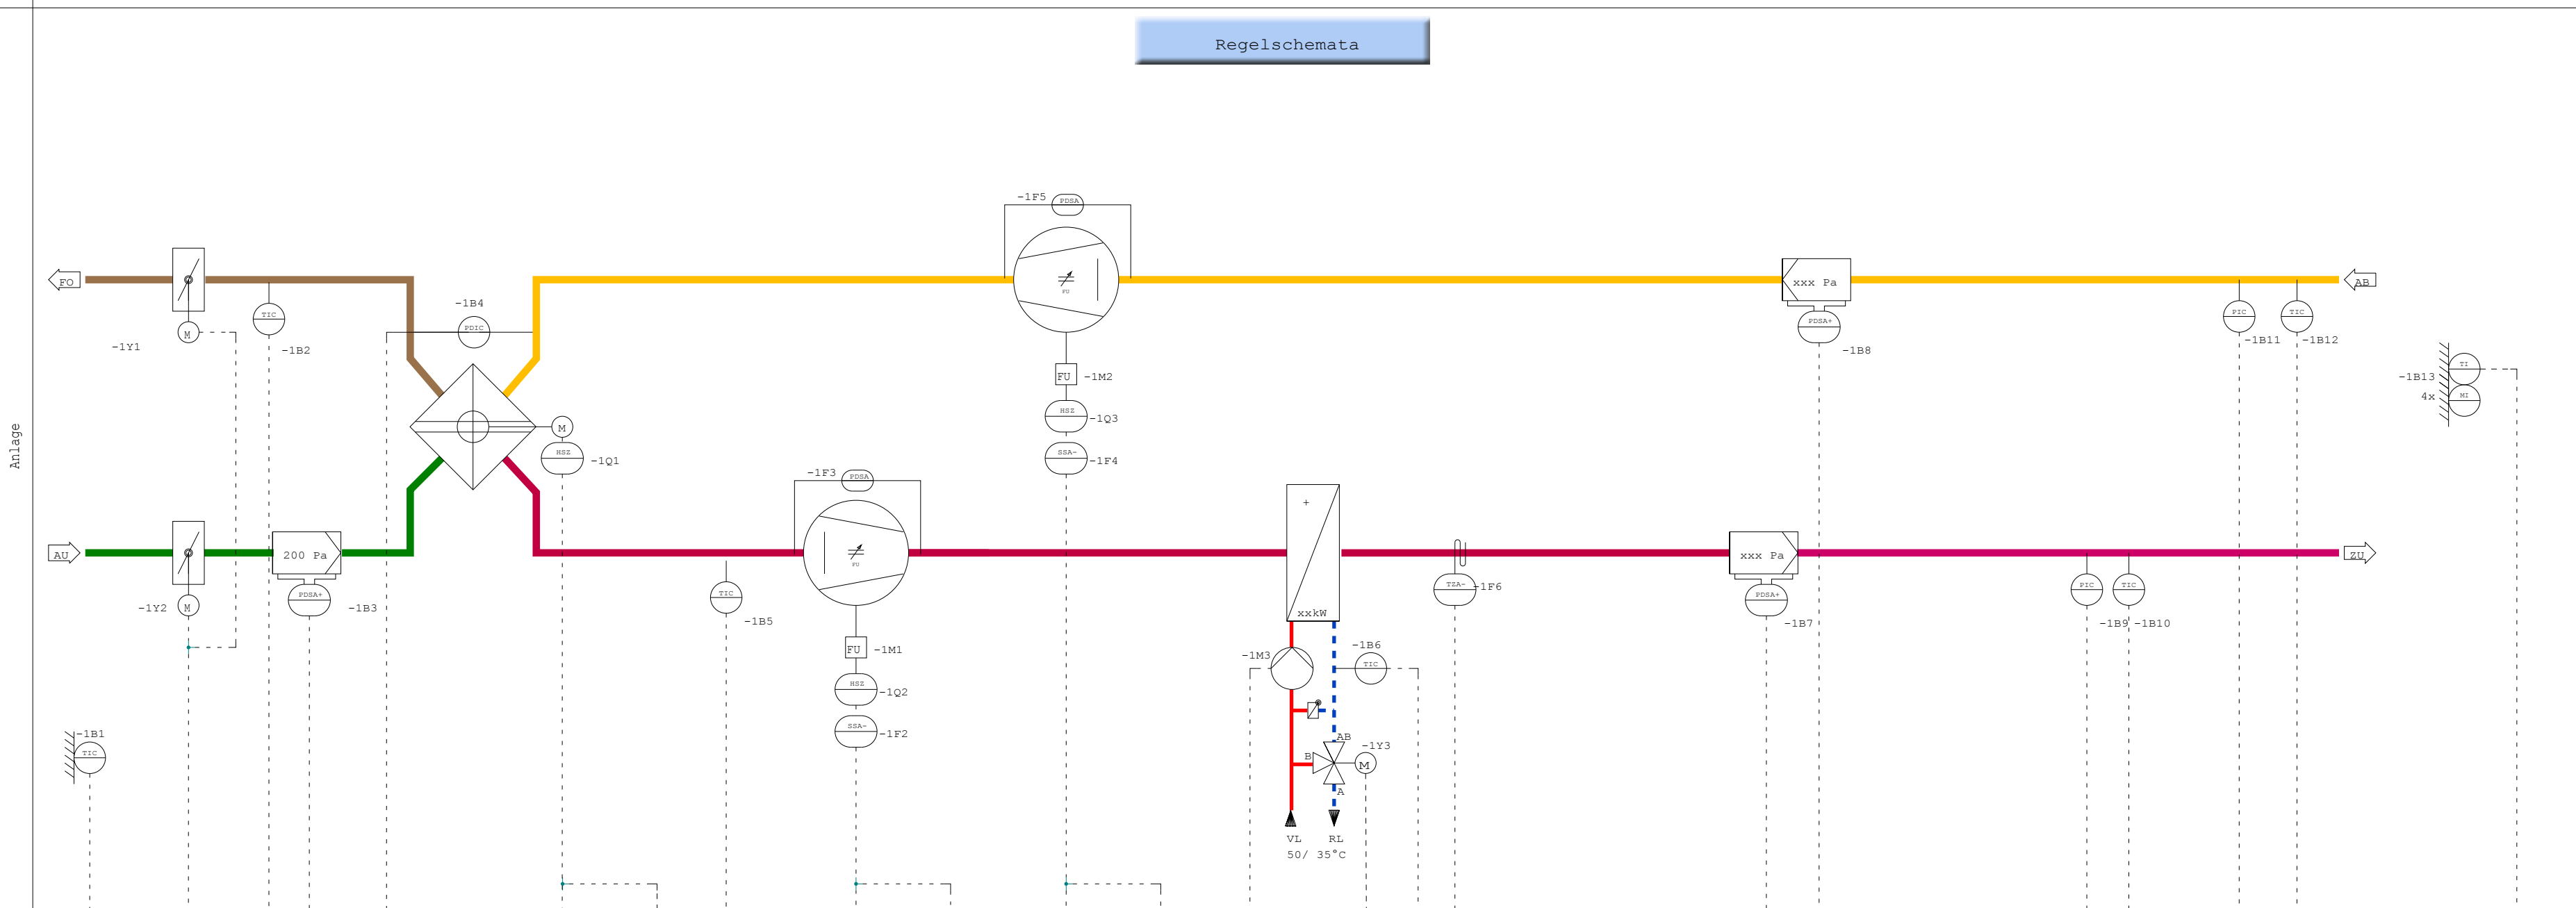 Regelschemata
Anlage
-1F5
PDSA
FU
FO
M
-1Y1
TIC
-1B2
-1B4
PDIC
M
HSZ
-1Q1
FU
-1M2
HSZ
-1Q3
SSA-
-1F4
xxx Pa
PDSA+
-1B8
AB
PIC
-1B11
TIC
-1B12
TI
-1B13
4x
MI
AU
M
-1Y2
200 Pa
PDSA+
-1B3
TIC
-1B5
-1F3
PDSA
FU
FU
-1M1
HSZ
-1Q2
SSA-
-1F2
+
xxkW
-1M3
-1B6
TIC
AB
B
-1Y3
M
A
VL
RL
50/ 35°C
TZA-
-1F6
xxx Pa
PDSA+
-1B7
PIC
-1B9
TIC
-1B10
ZU
-1B1
TIC